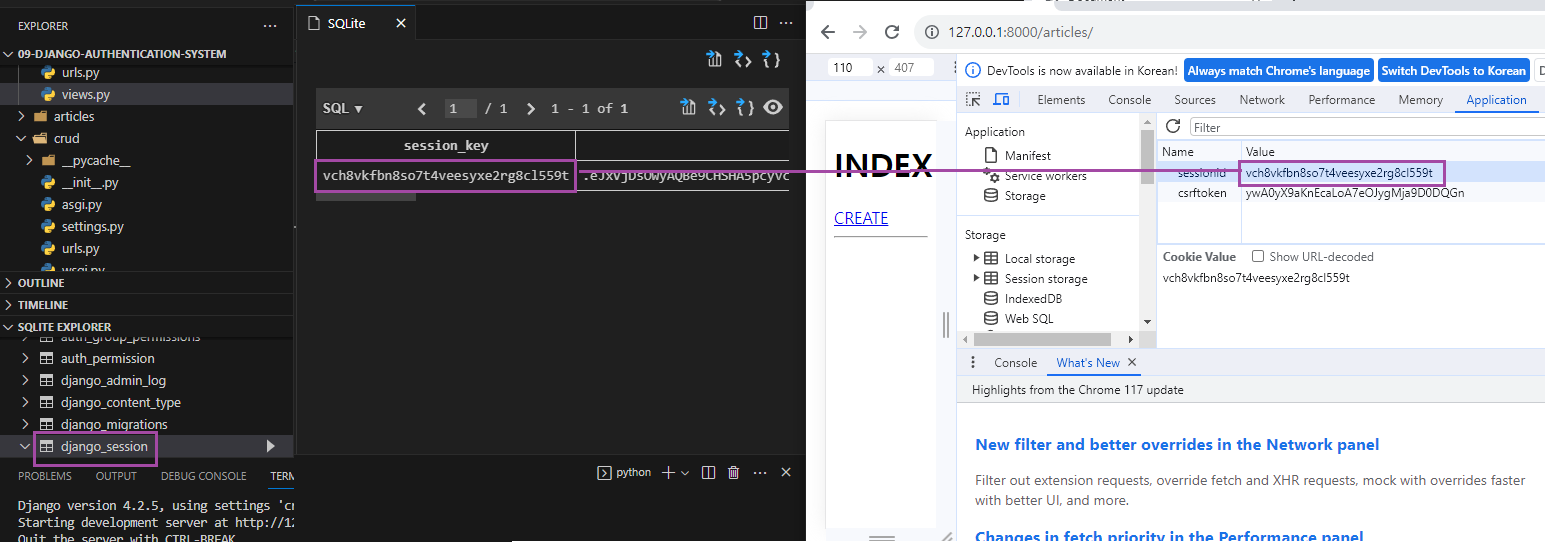 EXPLORER
09-DJANGO-AUTHENTICATION-SYSTEM
urls.py
views.py
articles
crud
__pycache__
__init__.py
asgi.py
settings.py
urls.py
wsgi.py
OUTLINE
TIMELINE
SQLITE EXPLORER
auth_group_permissions
auth_permission
django_admin_log
django_content_type
django_migrations
django_session
SQLite
SQL ▾ < 1 / 1 > 1 - 1 of 1
session_key
vch8vkfbn8so7t4veesyxe2rg8cl559t
PROBLEMS OUTPUT DEBUG CONSOLE TERM
python
Django version 4.2.5, using settings 'cr
Starting development server at http://12
Quit the server with CTRL-BREAK
127.0.0.1:8000/articles/
110 × 407
INDEX
CREATE
DevTools is now available in Korean! Always match Chrome's language Switch DevTools to Korean D
Elements Console Sources Network Performance Memory Application
Application
Manifest
Service workers
Storage
Storage
Local storage
Session storage
IndexedDB
Web SQL
Filter
Name Value
sessionid vch8vkfbn8so7t4veesyxe2rg8cl559t
csrftoken ywA0yX9aKnEcaLoA7eOJygMja9D0DQGn
Cookie Value Show URL-decoded
vch8vkfbn8so7t4veesyxe2rg8cl559t
Console What's New
Highlights from the Chrome 117 update
New filter and better overrides in the Network panel
Filter out extension requests, override fetch and XHR requests, mock with overrides faster
with better UI, and more.
Changes in fetch priority in the Performance panel